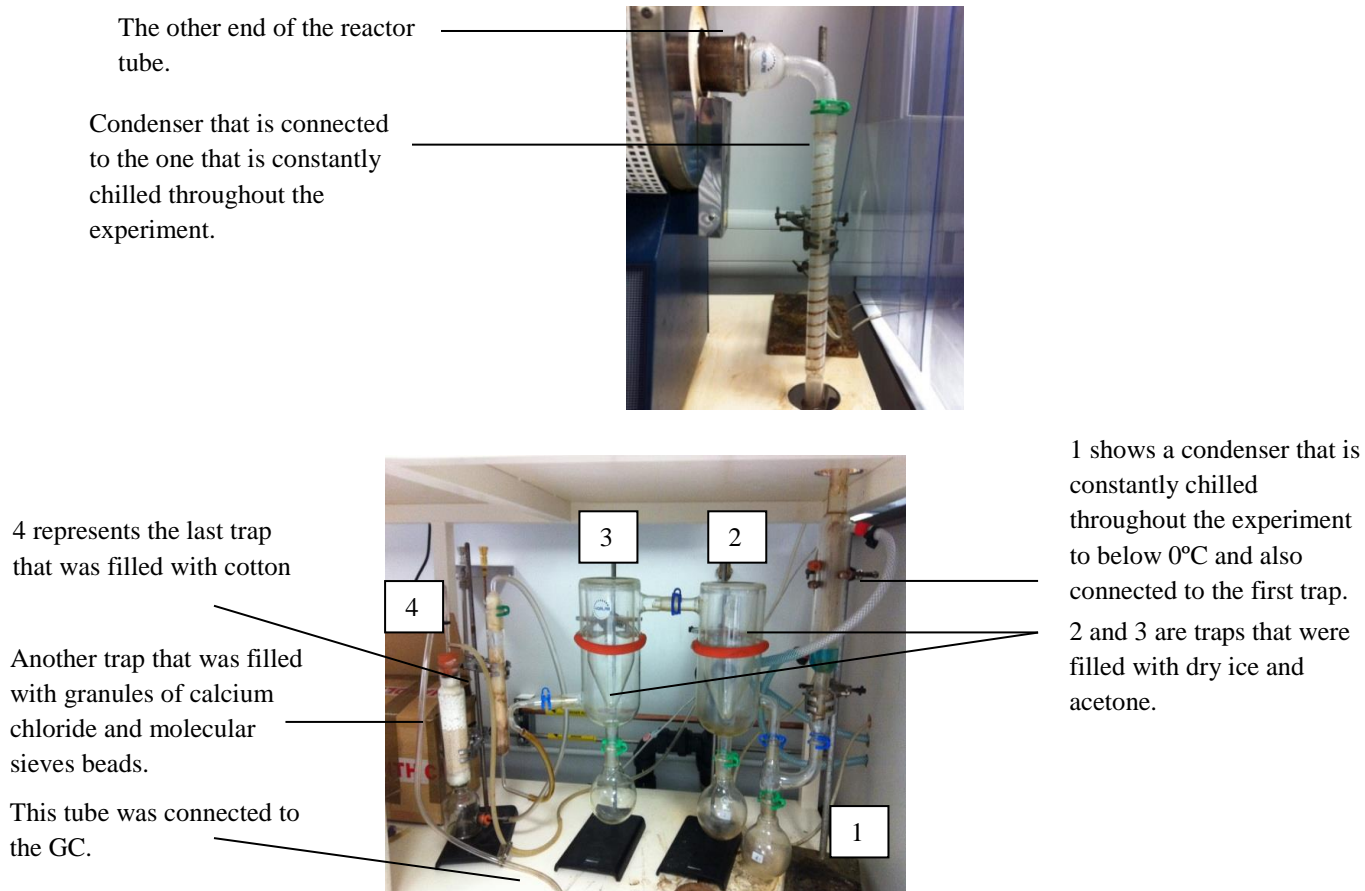 The other end of the reactor
tube.
Condenser that is connected
to the one that is constantly
chilled throughout the
experiment.
1 shows a condenser that is
constantly chilled
throughout the experiment
to below 0ºC and also
connected to the first trap.
2 and 3 are traps that were
filled with dry ice and
acetone.
4 represents the last trap
that was filled with cotton
Another trap that was filled
with granules of calcium
chloride and molecular
sieves beads.
This tube was connected to
the GC.
3
2
4
1